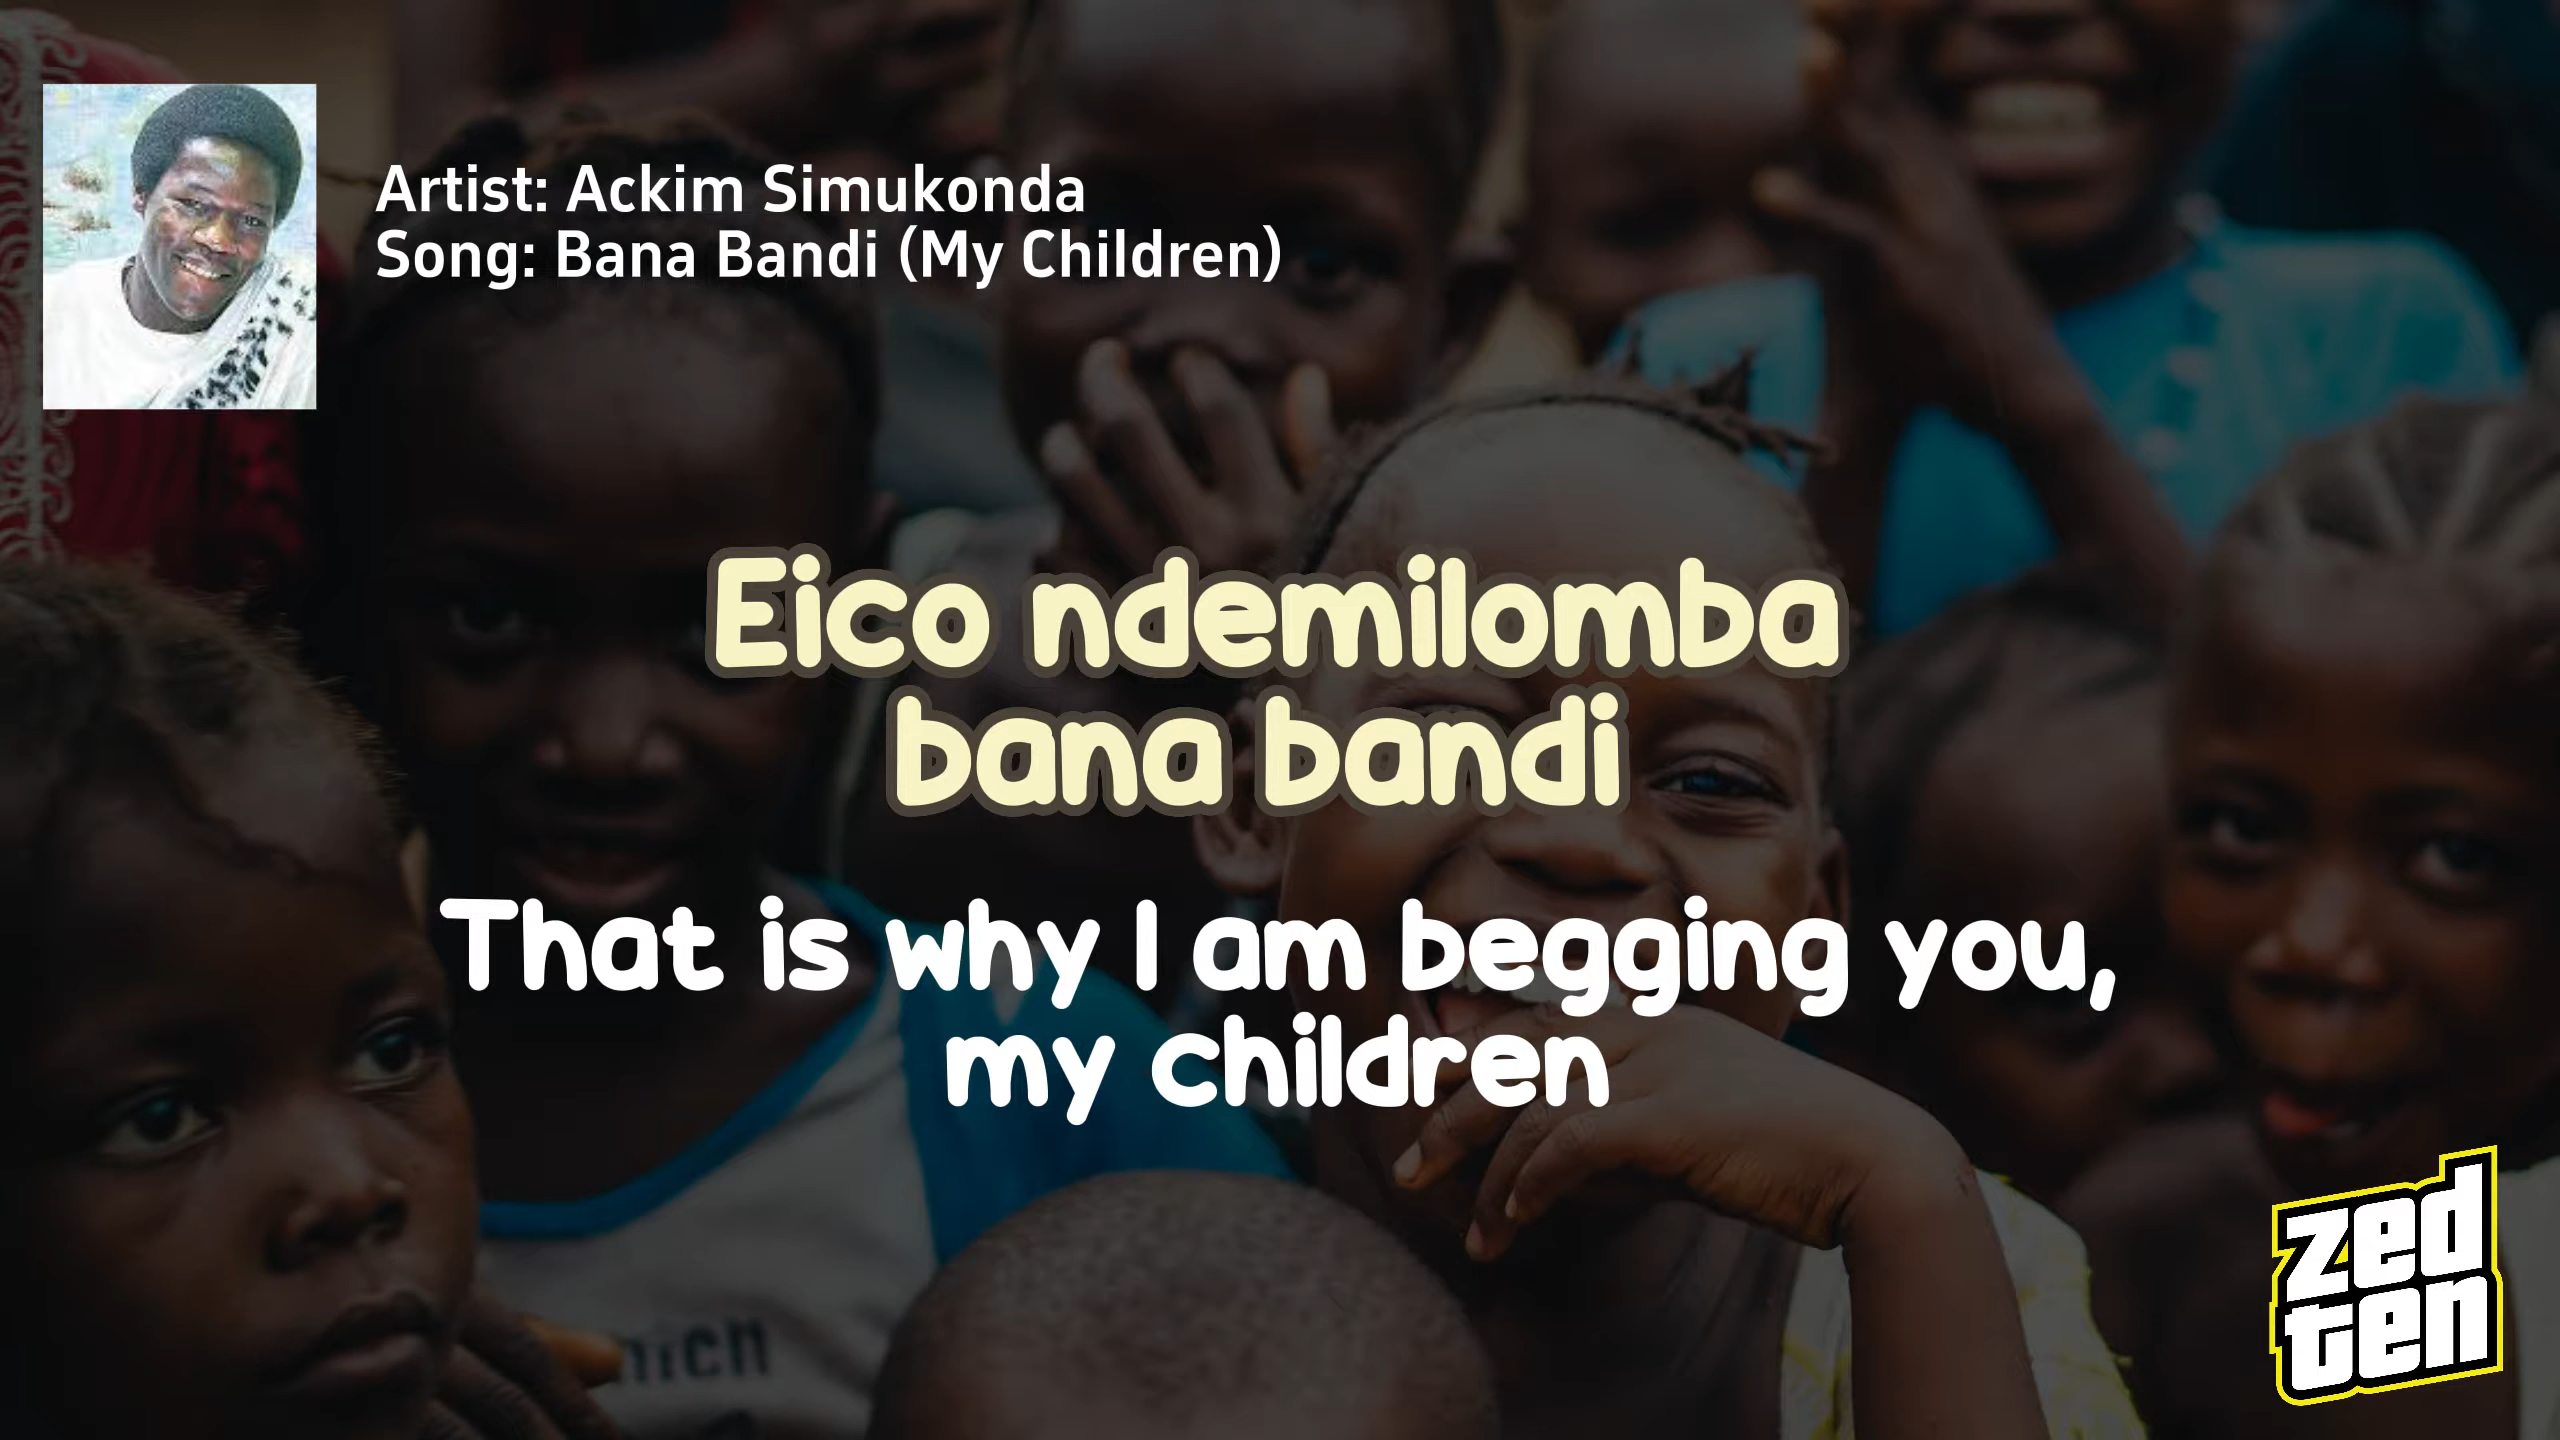 Artist: Ackim Simukonda
Song: Bana Bandi (My Children)
Eico ndemilomba
bana bandi
That is why I am begging you,
my children
zed
ten